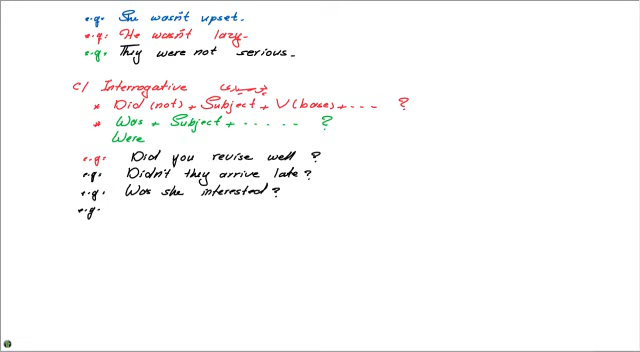 e.g. She wasn't upset.
e.g. He wasn't lazy.
e.g. They were not serious.
C/ Interrogative
* Did (not) + Subject + V (base) + ... ?
* Was + Subject + ...... ?
Were
e.g: Did you revise well ?
e.g: Didn't they arrive late ?
e.g: Was she interested ?
e.g: